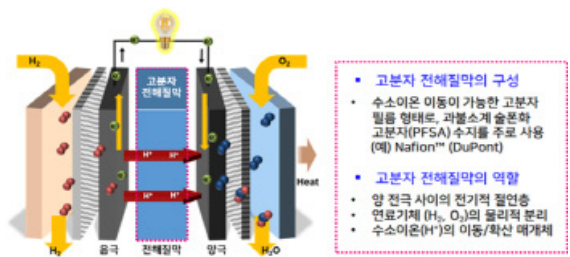 H₂
O₂
고분자
전해질막
H⁺ H⁺
H⁺ H⁺
Heat
H₂
음극
전해질막
양극
H₂O
▪ 고분자 전해질막의 구성
• 수소이온 이동이 가능한 고분자
필름 형태로, 과불소계 술폰화
고분자(PFSA) 수지를 주로 사용
(예) Nafion™ (DuPont)
▪ 고분자 전해질막의 역할
• 양 전극 사이의 전기적 절연층
• 연료기체 (H₂, O₂)의 물리적 분리
• 수소이온(H⁺)의 이동/확산 매개체